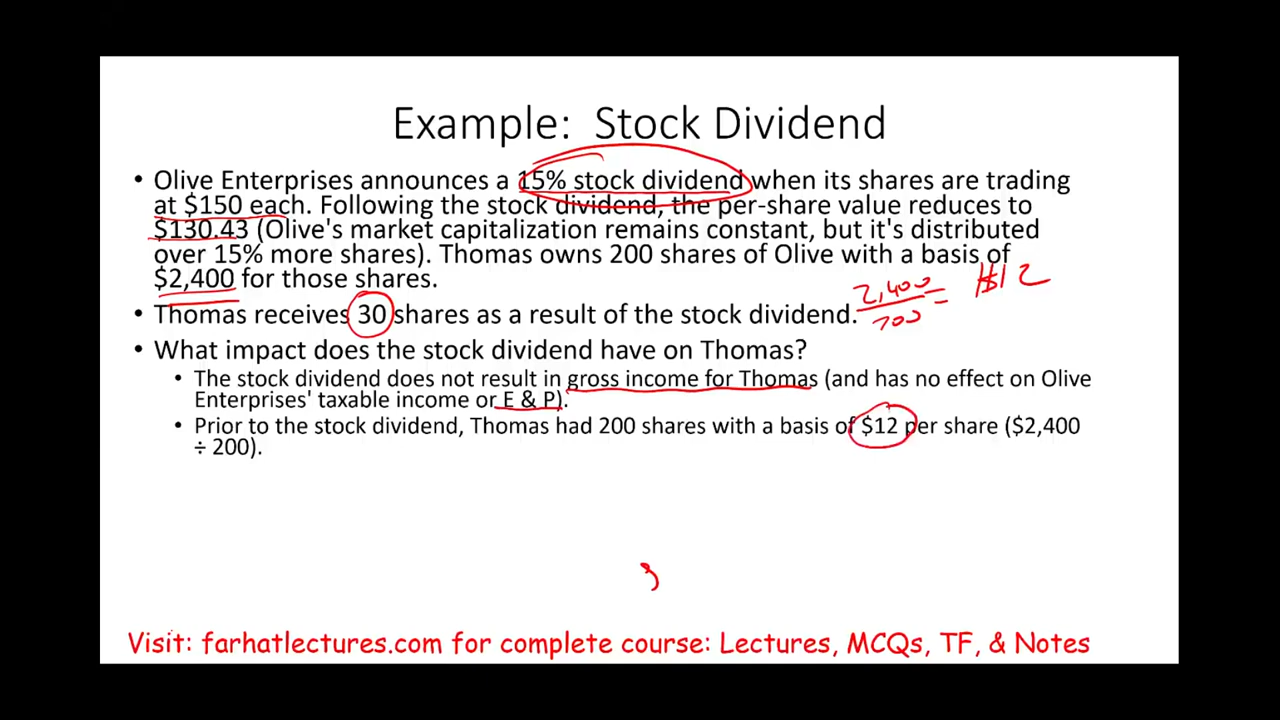 Example: Stock Dividend
• Olive Enterprises announces a 15% stock dividend when its shares are trading
at $150 each. Following the stock dividend, the per-share value reduces to
$130.43 (Olive's market capitalization remains constant, but it's distributed
over 15% more shares). Thomas owns 200 shares of Olive with a basis of
$2,400 for those shares.
• Thomas receives 30 shares as a result of the stock dividend.
2,400
= $12
• What impact does the stock dividend have on Thomas?
• The stock dividend does not result in gross income for Thomas (and has no effect on Olive
Enterprises' taxable income or E & P).
• Prior to the stock dividend, Thomas had 200 shares with a basis of $12 per share ($2,400
÷ 200).
Visit: farhatlectures.com for complete course: Lectures, MCQs, TF, & Notes